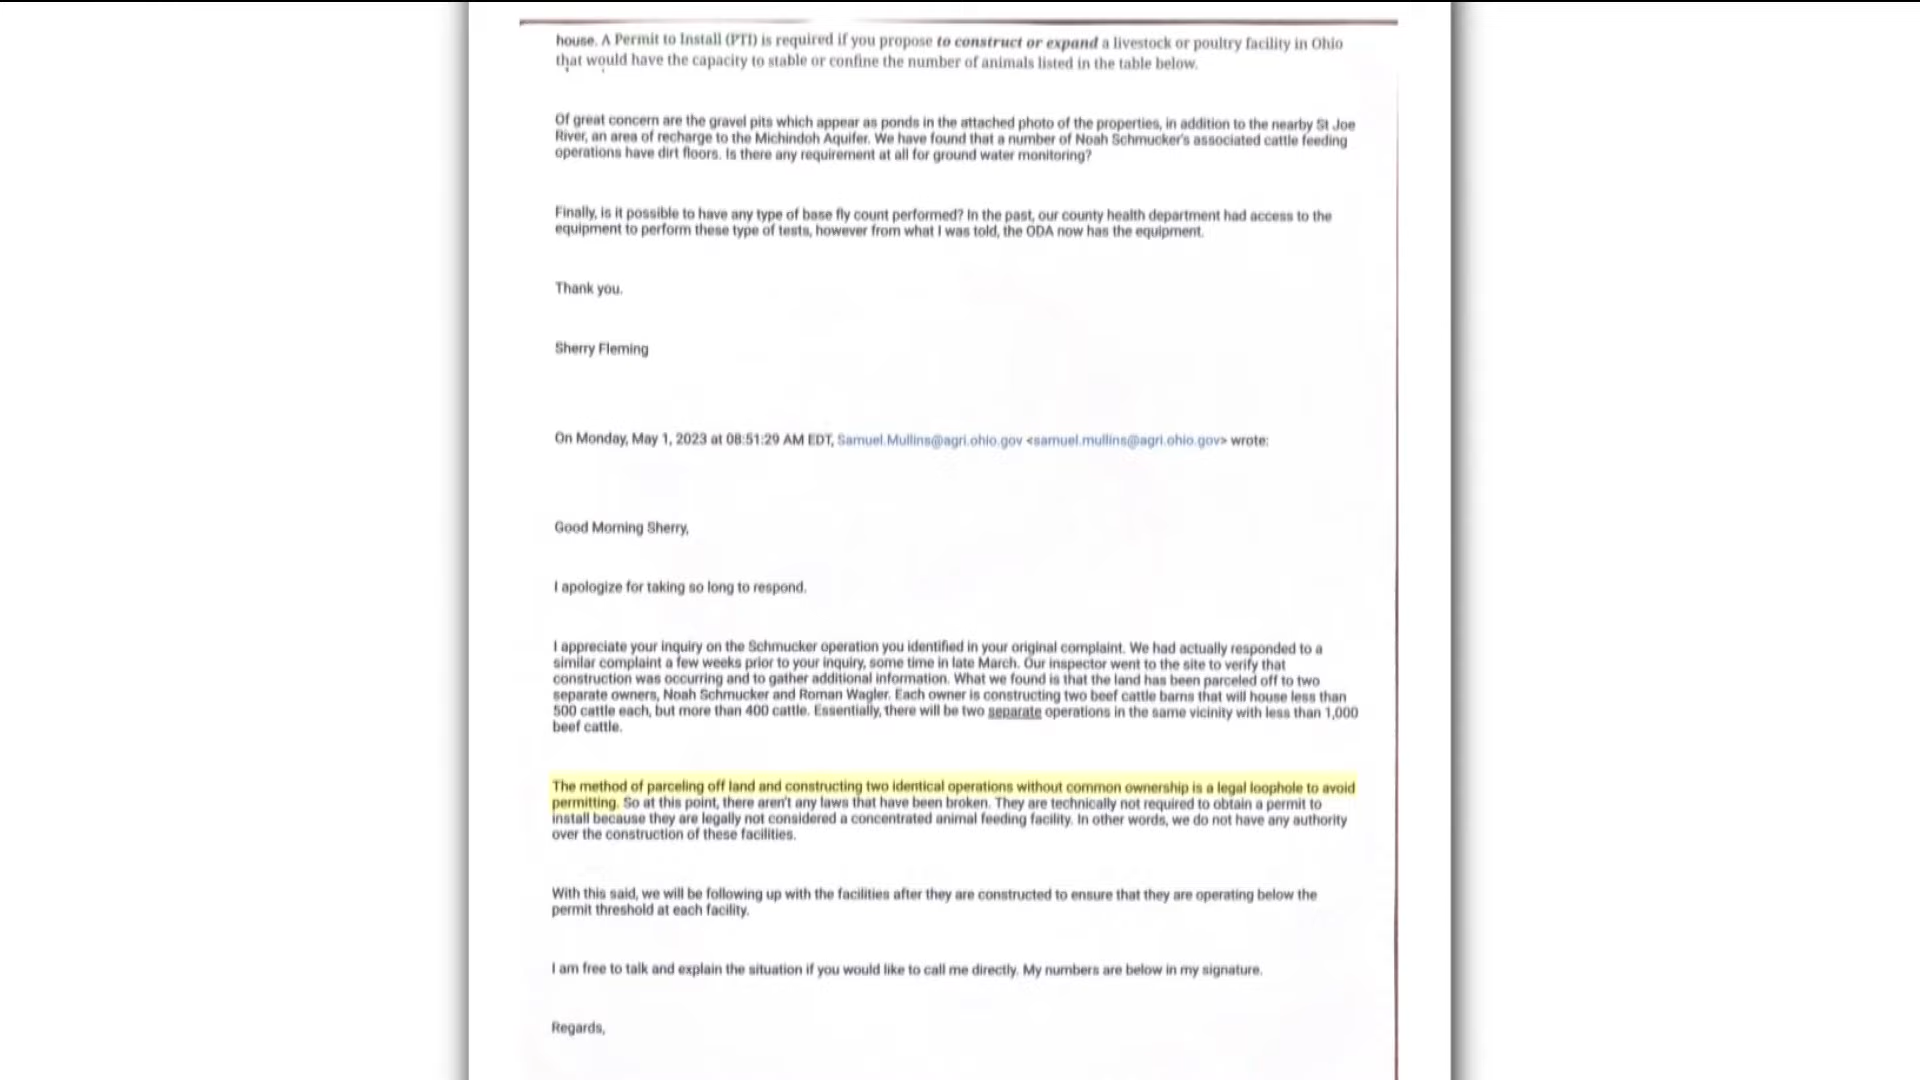 house. A Permit to Install (PTI) is required if you propose to construct or expand a livestock or poultry facility in Ohio
that would have the capacity to stable or confine the number of animals listed in the table below.
Of great concern are the gravel pits which appear as ponds in the attached photo of the properties, in addition to the nearby St Joe
River, an area of recharge to the Michindoh Aquifer. We have found that a number of Noah Schmucker's associated cattle feeding
operations have dirt floors. Is there any requirement at all for ground water monitoring?
Finally, is it possible to have any type of base fly count performed? In the past, our county health department had access to the
equipment to perform these type of tests, however from what I was told, the ODA now has the equipment.
Thank you.
Sherry Fleming
On Monday, May 1, 2023 at 08:51:29 AM EDT, Samuel.Mullins@agri.ohio.gov <samuel.mullins@agri.ohio.gov> wrote:
Good Morning Sherry,
I apologize for taking so long to respond.
I appreciate your inquiry on the Schmucker operation you identified in your original complaint. We had actually responded to a
similar complaint a few weeks prior to your inquiry, some time in late March. Our inspector went to the site to verify that
construction was occurring and to gather additional information. What we found is that the land has been parceled off to two
separate owners, Noah Schmucker and Roman Wagler. Each owner is constructing two beef cattle barns that will house less than
500 cattle each, but more than 400 cattle. Essentially, there will be two separate operations in the same vicinity with less than 1,000
beef cattle.
The method of parceling off land and constructing two identical operations without common ownership is a legal loophole to avoid
permitting. So at this point, there aren't any laws that have been broken. They are technically not required to obtain a permit to
install because they are legally not considered a concentrated animal feeding facility. In other words, we do not have any authority
over the construction of these facilities.
With this said, we will be following up with the facilities after they are constructed to ensure that they are operating below the
permit threshold at each facility.
I am free to talk and explain the situation if you would like to call me directly. My numbers are below in my signature.
Regards,